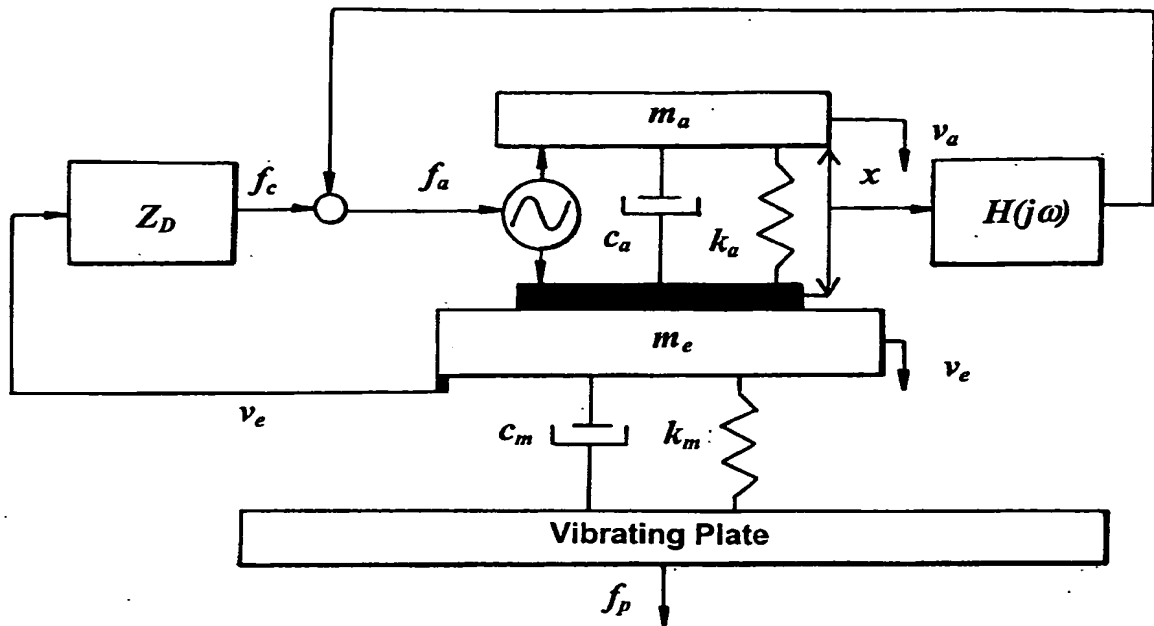 m_a
v_a
f_c
f_a
x
Z_D
H(jω)
c_a
k_a
m_e
v_e
v_e
c_m
k_m
Vibrating Plate
f_p